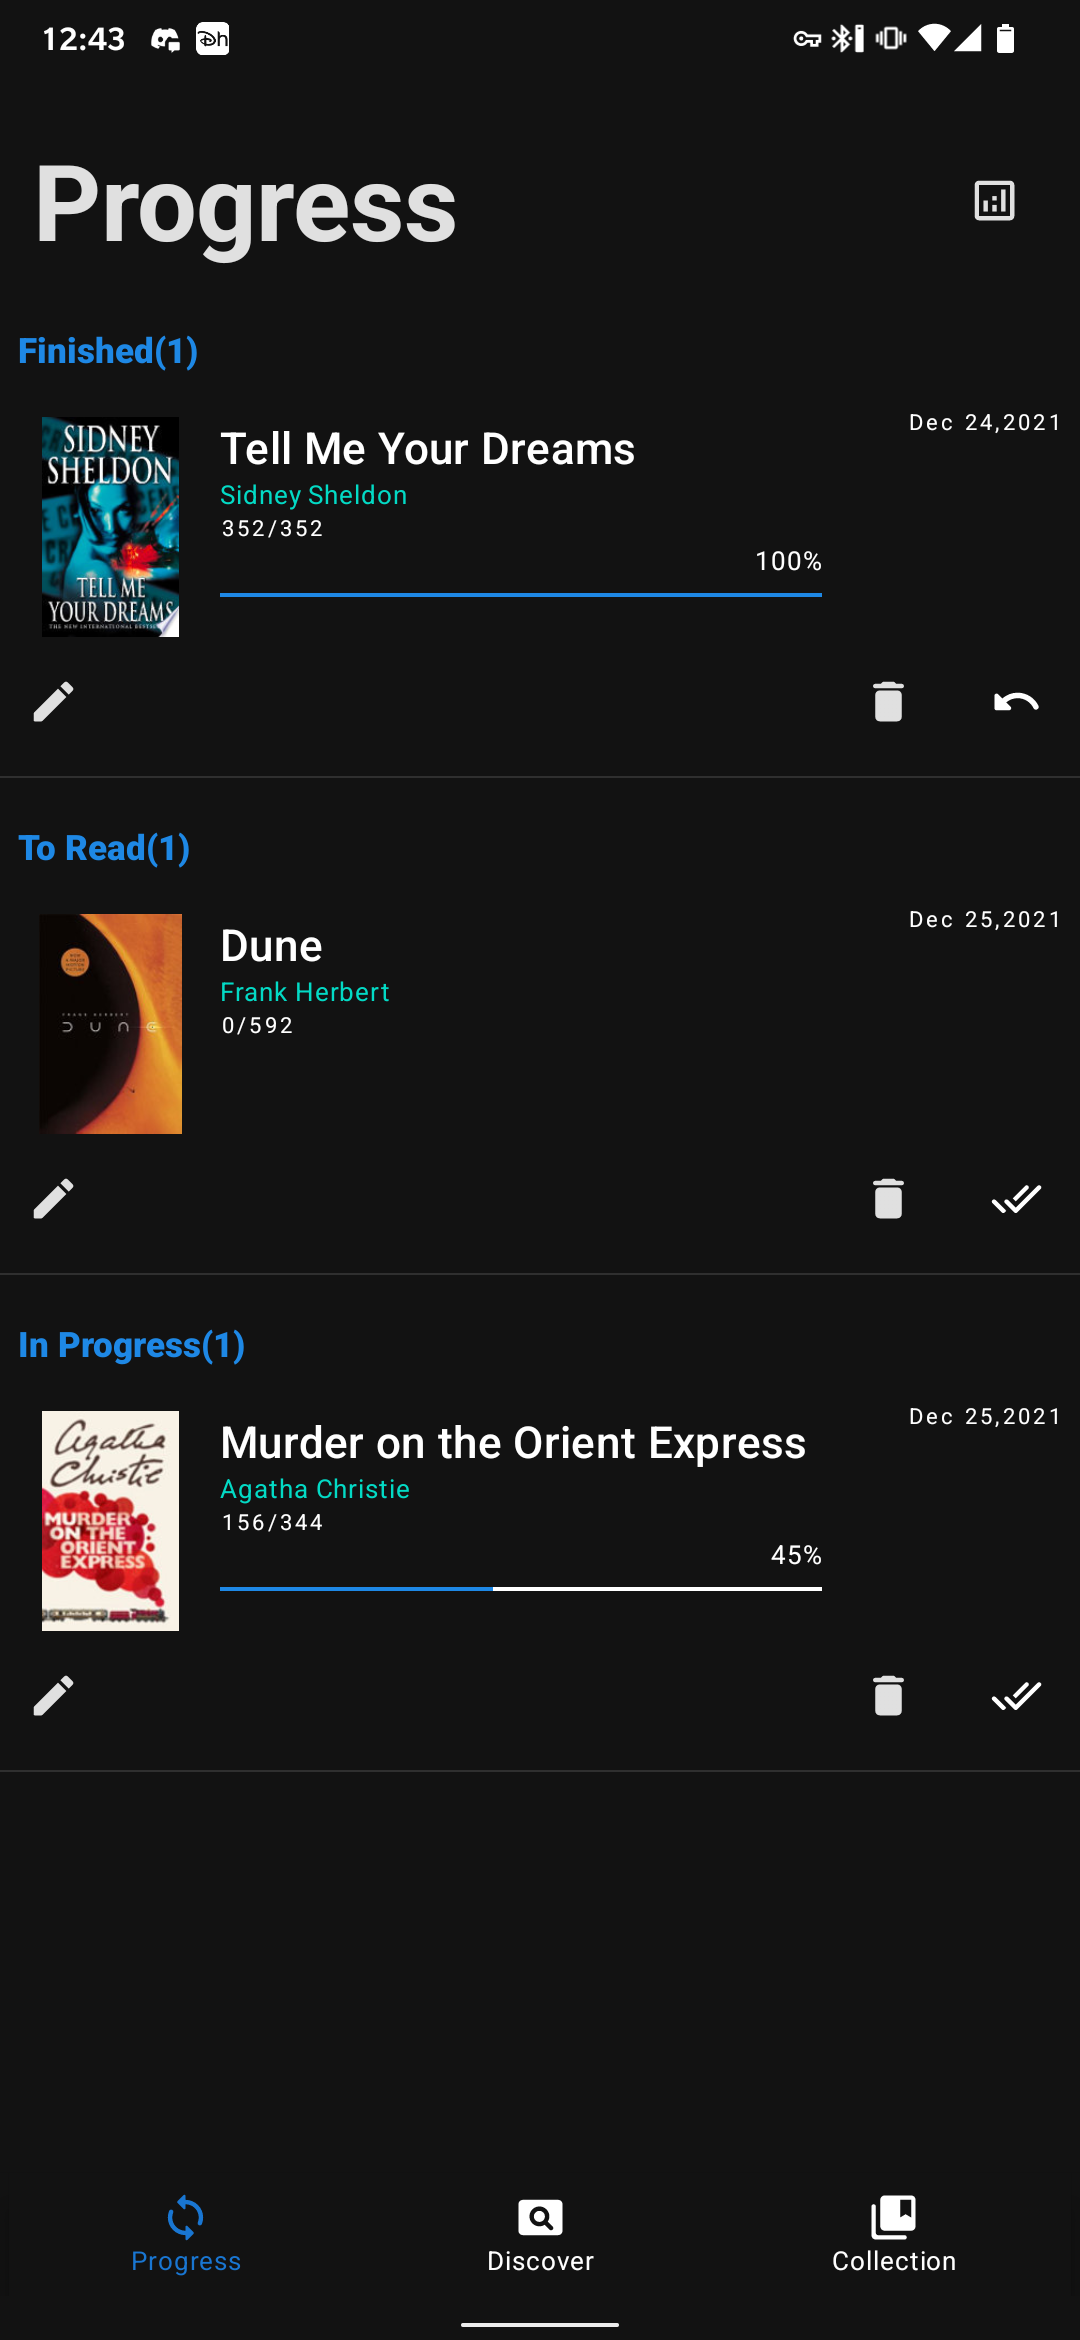 12:43
Dh
Progress
Finished(1)
Dec 24,2021
SIDNEY
SHELDON
TELL ME
YOUR DREAMS
Tell Me Your Dreams
Sidney Sheldon
352/352
100%
To Read(1)
Dec 25,2021
FRANK HERBERT
DUNE
Dune
Frank Herbert
0/592
In Progress(1)
Dec 25,2021
Agatha
Christie
MURDER
ON THE
ORIENT
EXPRESS
Murder on the Orient Express
Agatha Christie
156/344
45%
Progress
Discover
Collection